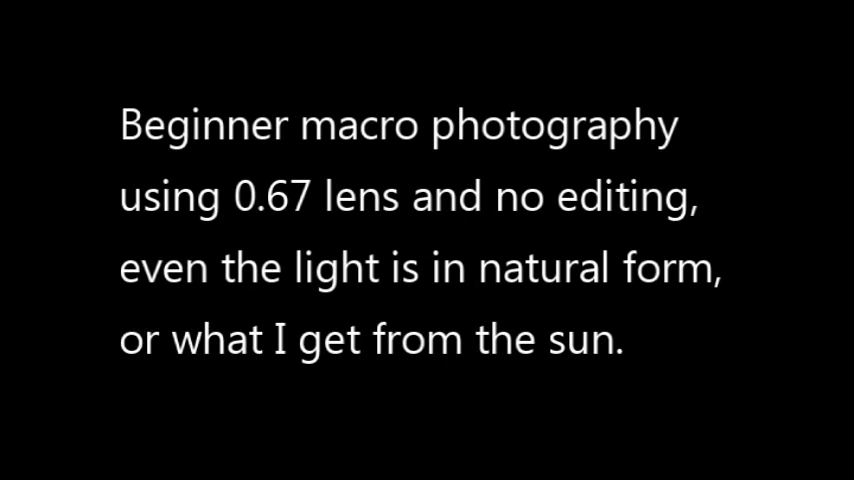 Beginner macro photography
using 0.67 lens and no editing,
even the light is in natural form,
or what I get from the sun.